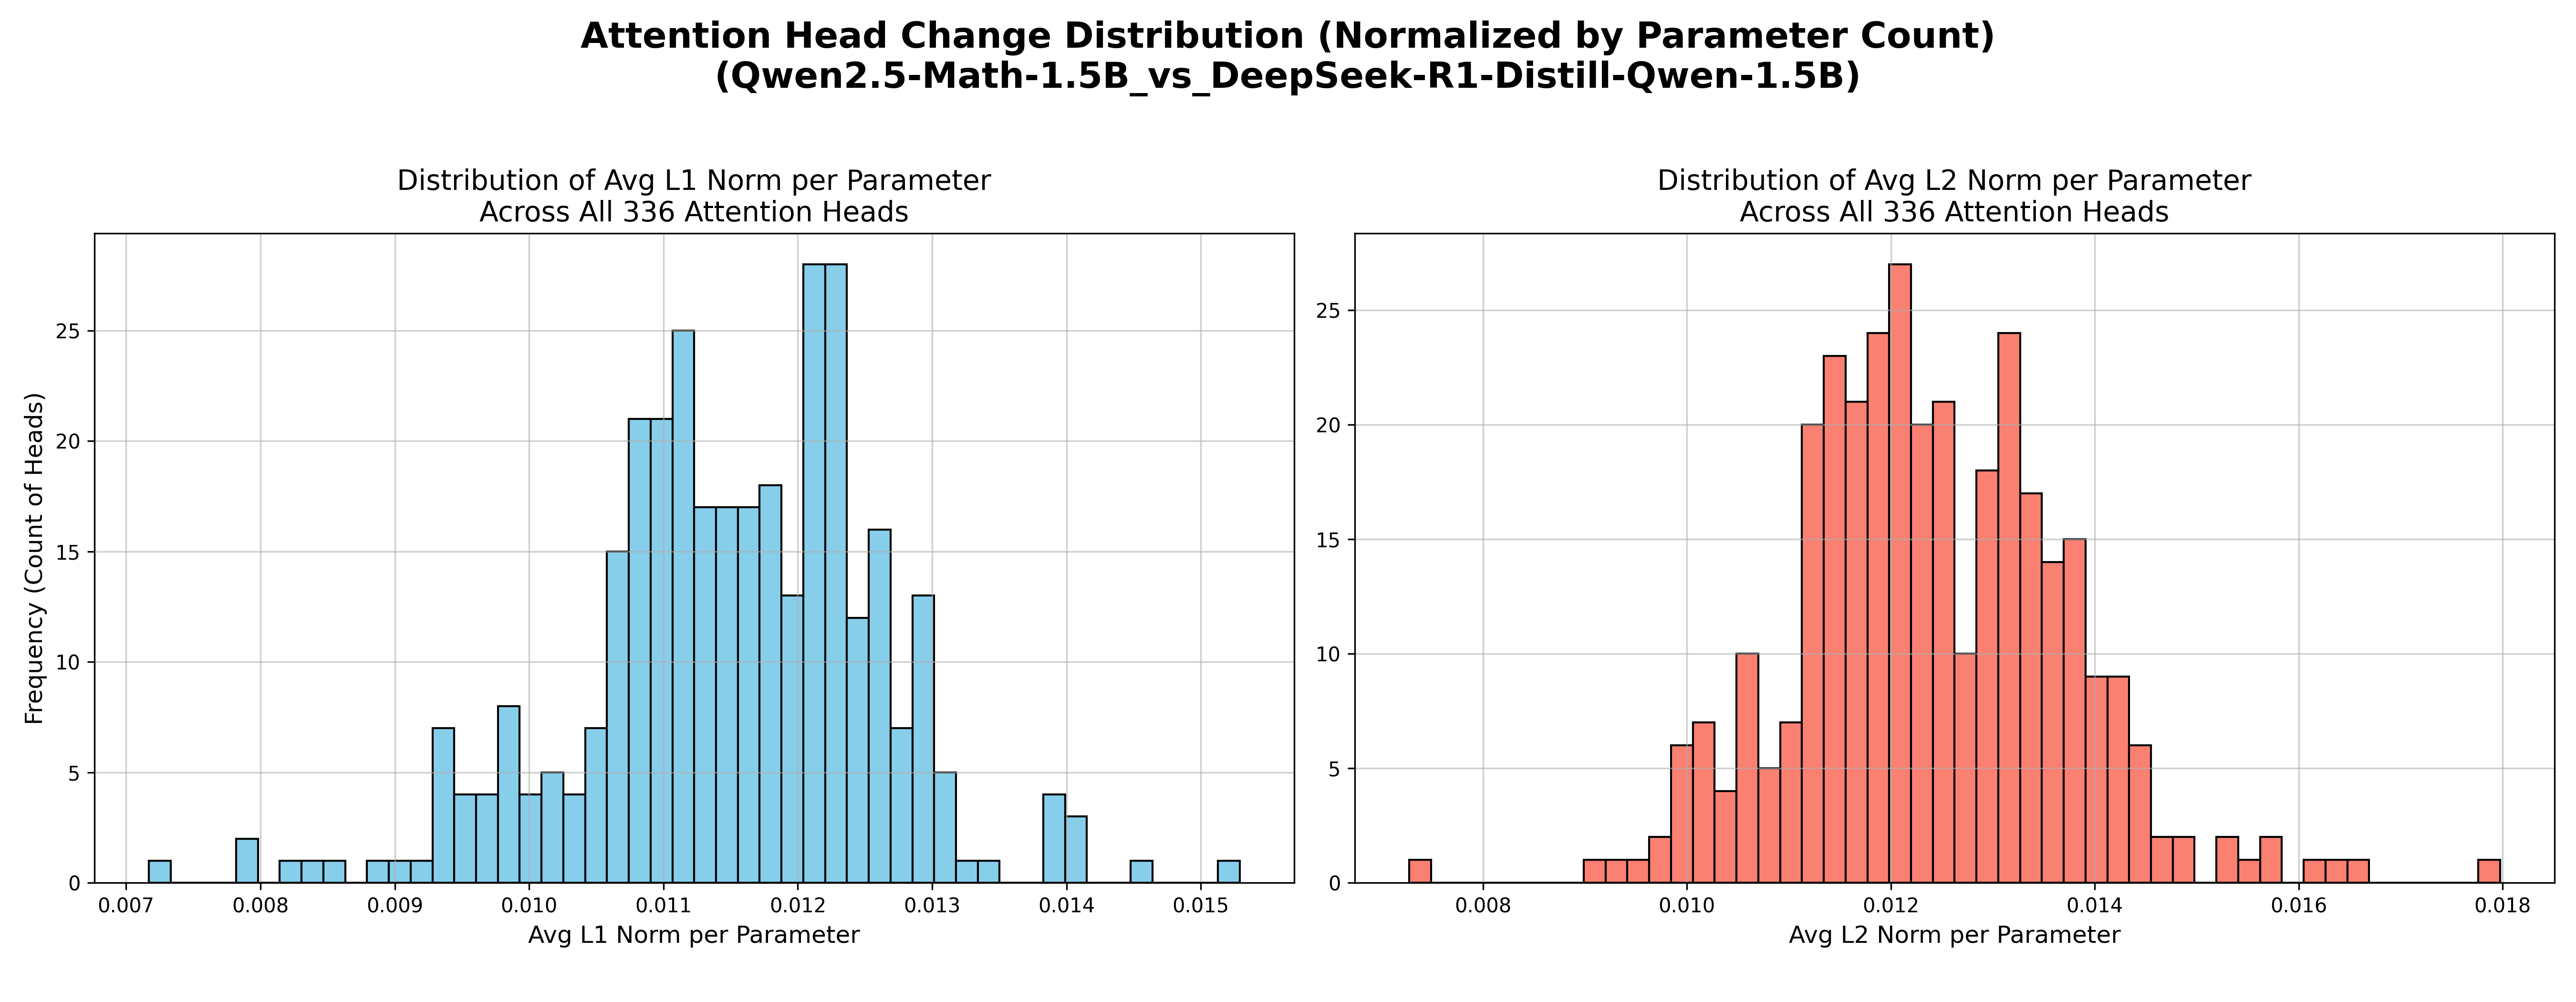 Attention Head Change Distribution (Normalized by Parameter Count)
(Qwen2.5-Math-1.5B_vs_DeepSeek-R1-Distill-Qwen-1.5B)
Distribution of Avg L1 Norm per Parameter
Across All 336 Attention Heads
Frequency (Count of Heads)
25
20
15
10
5
0
0.007 0.008 0.009 0.010 0.011 0.012 0.013 0.014 0.015
Avg L1 Norm per Parameter
Distribution of Avg L2 Norm per Parameter
Across All 336 Attention Heads
25
20
15
10
5
0
0.008 0.010 0.012 0.014 0.016 0.018
Avg L2 Norm per Parameter